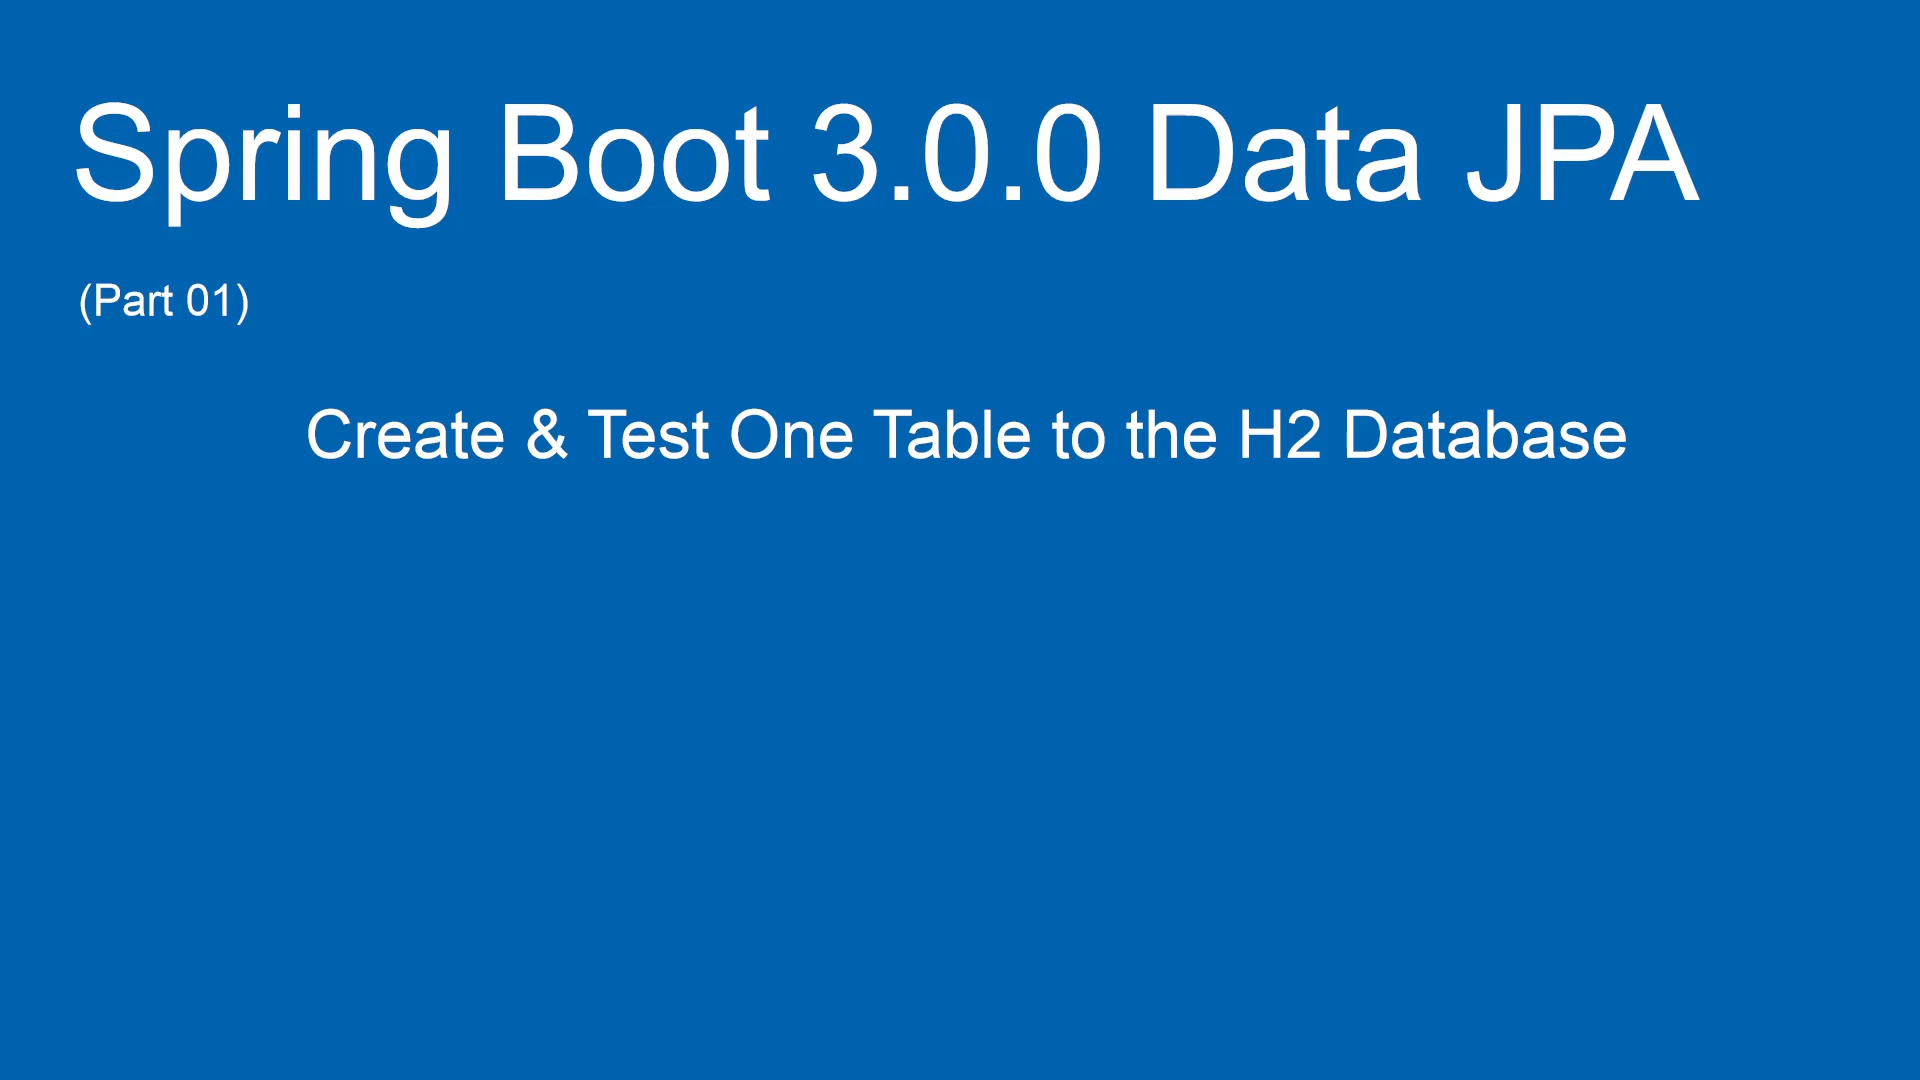 Spring Boot 3.0.0 Data JPA
(Part 01)
Create & Test One Table to the H2 Database